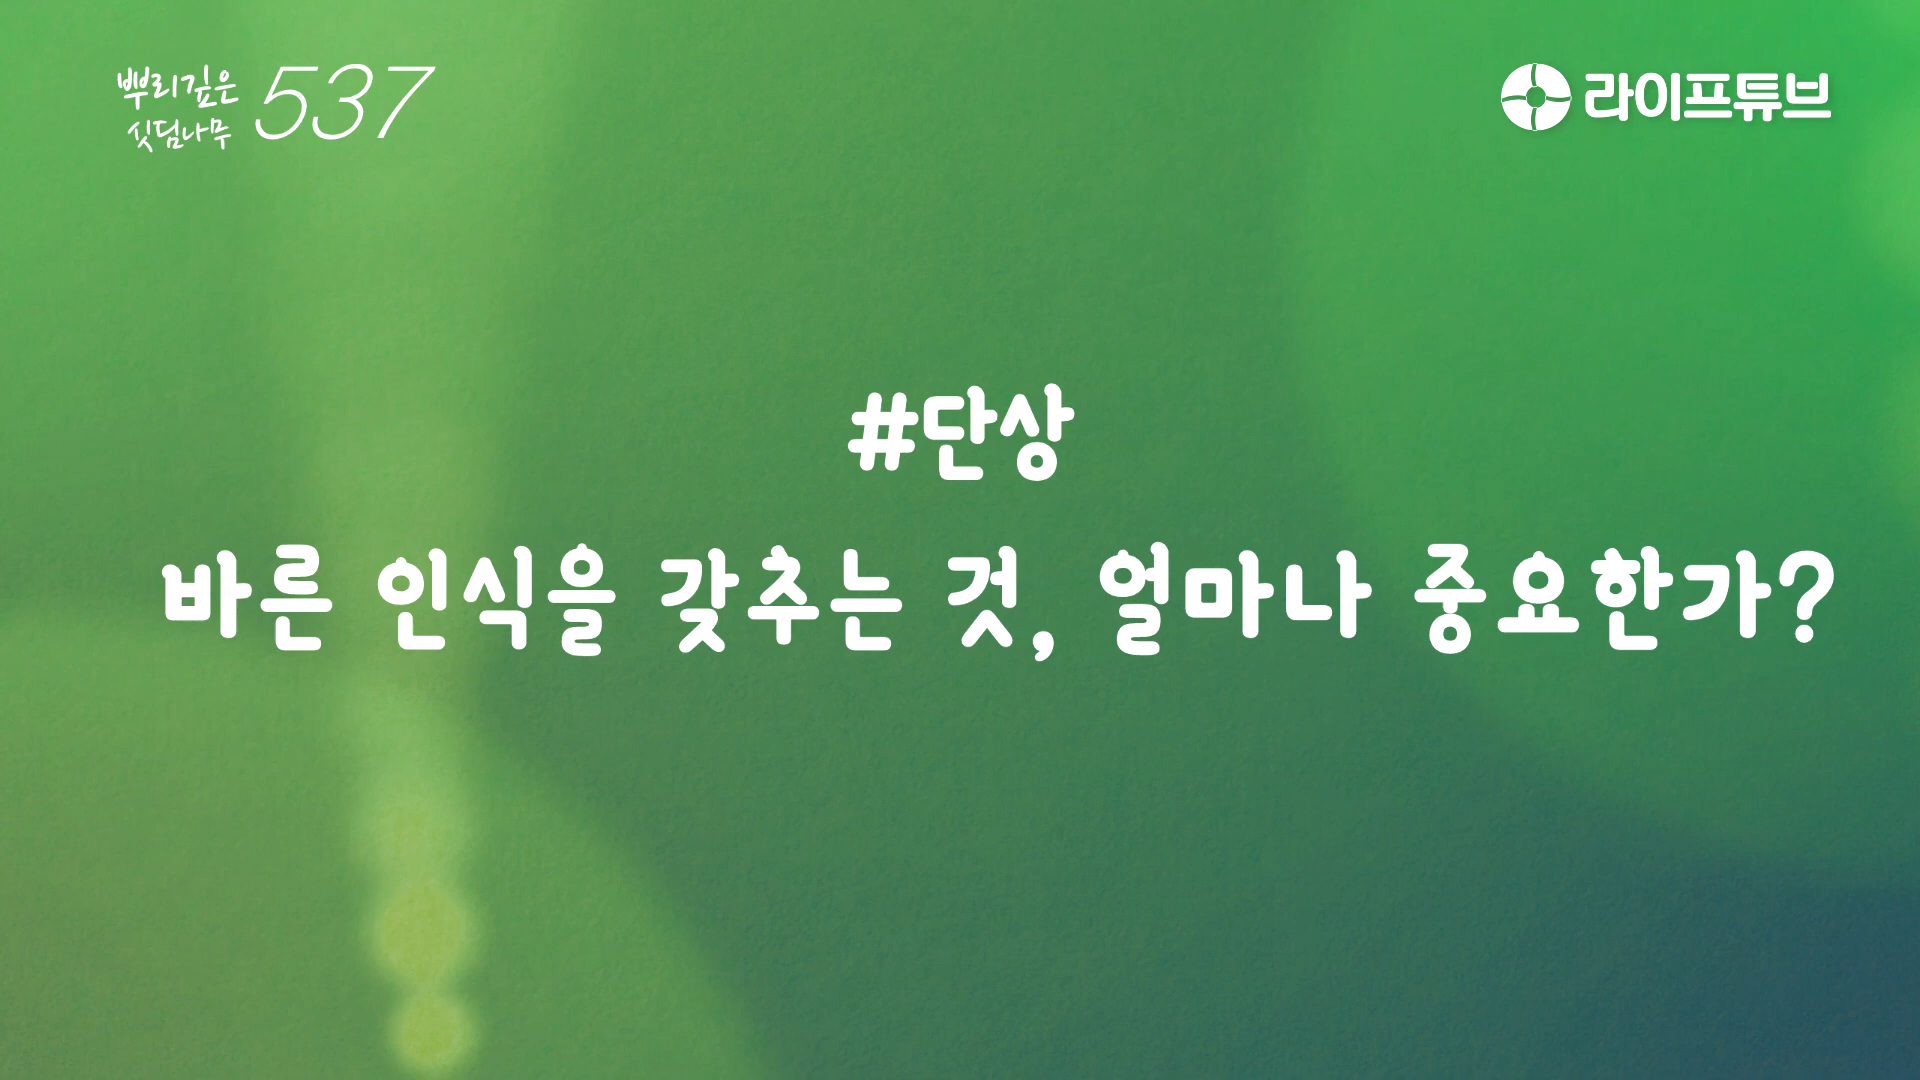 뿌리깊은
싯딤나무 537
라이프튜브
#단상
바른 인식을 갖추는 것, 얼마나 중요한가?